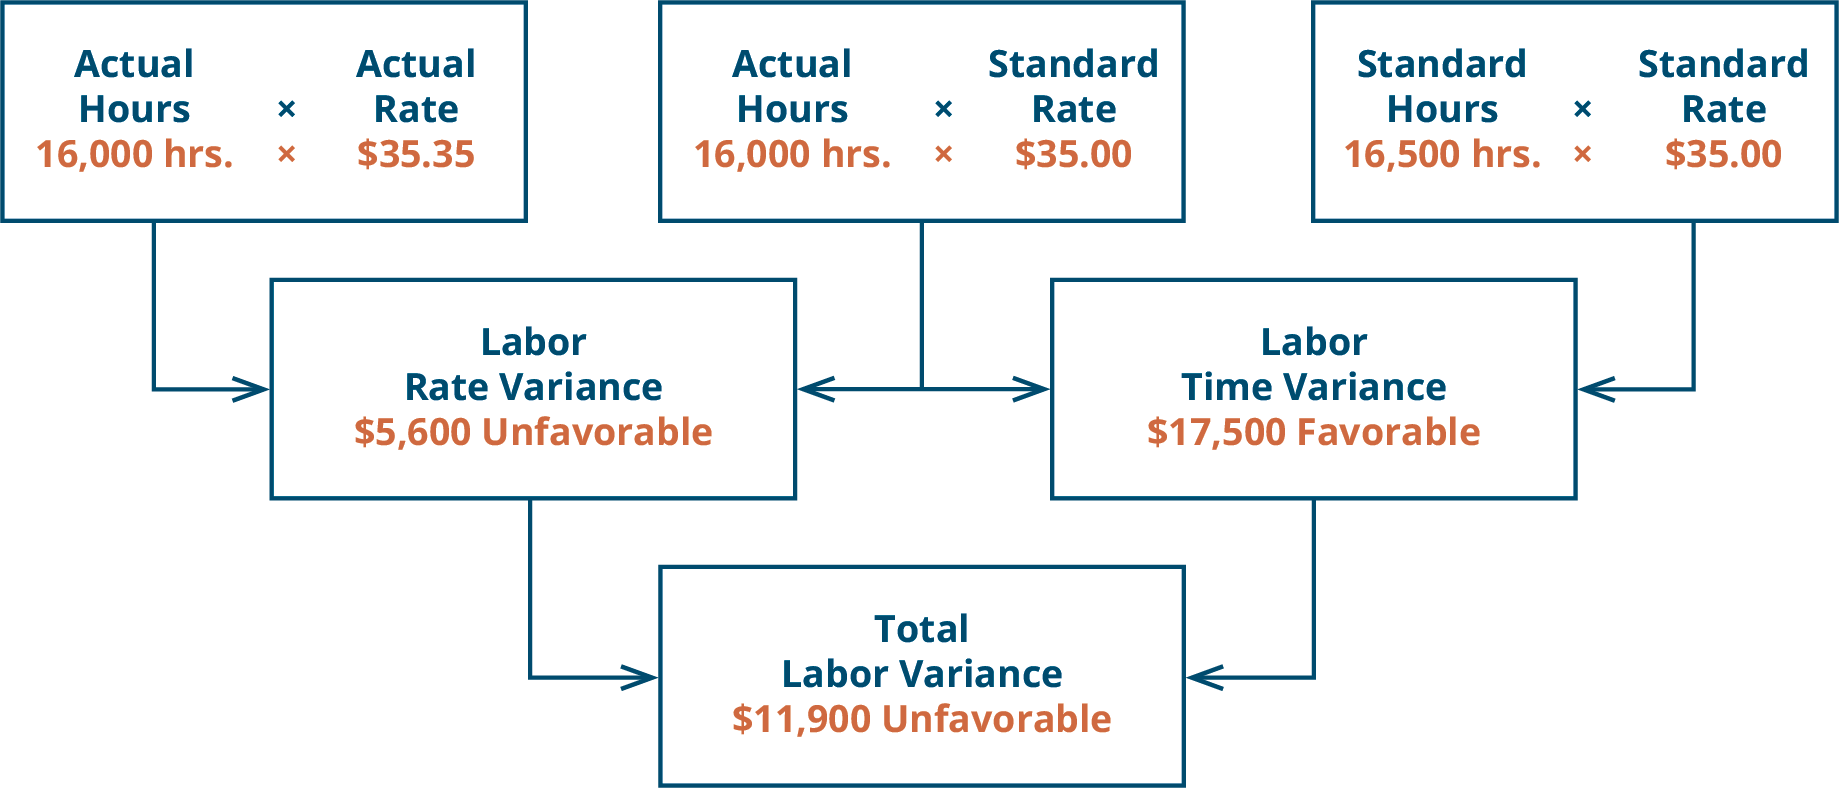 Actual Actual
Hours × Rate
16,000 hrs. × $35.35
Actual Standard
Hours × Rate
16,000 hrs. × $35.00
Standard Standard
Hours × Rate
16,500 hrs. × $35.00
Labor
Rate Variance
$5,600 Unfavorable
Labor
Time Variance
$17,500 Favorable
Total
Labor Variance
$11,900 Unfavorable